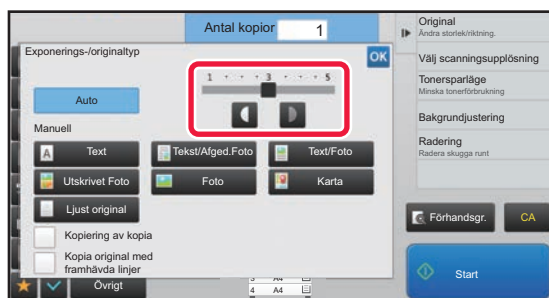 Antal kopior 1
Exponerings-/originaltyp
OK
1 3 5
Auto
Manuell
A Text
Tekst/Afged.Foto
Text/Foto
Utskrivet Foto
Foto
Karta
Ljust original
Kopiering av kopia
Kopia original med
framhävda linjer
Övrigt
3 A4
4 A4
Original
Ändra storlek/riktning.
Välj scanningsupplösning
Tonersparläge
Minska tonerförbrukning
Bakgrundjustering
Radering
Radera skugga runt
Förhandsgr.
CA
Start